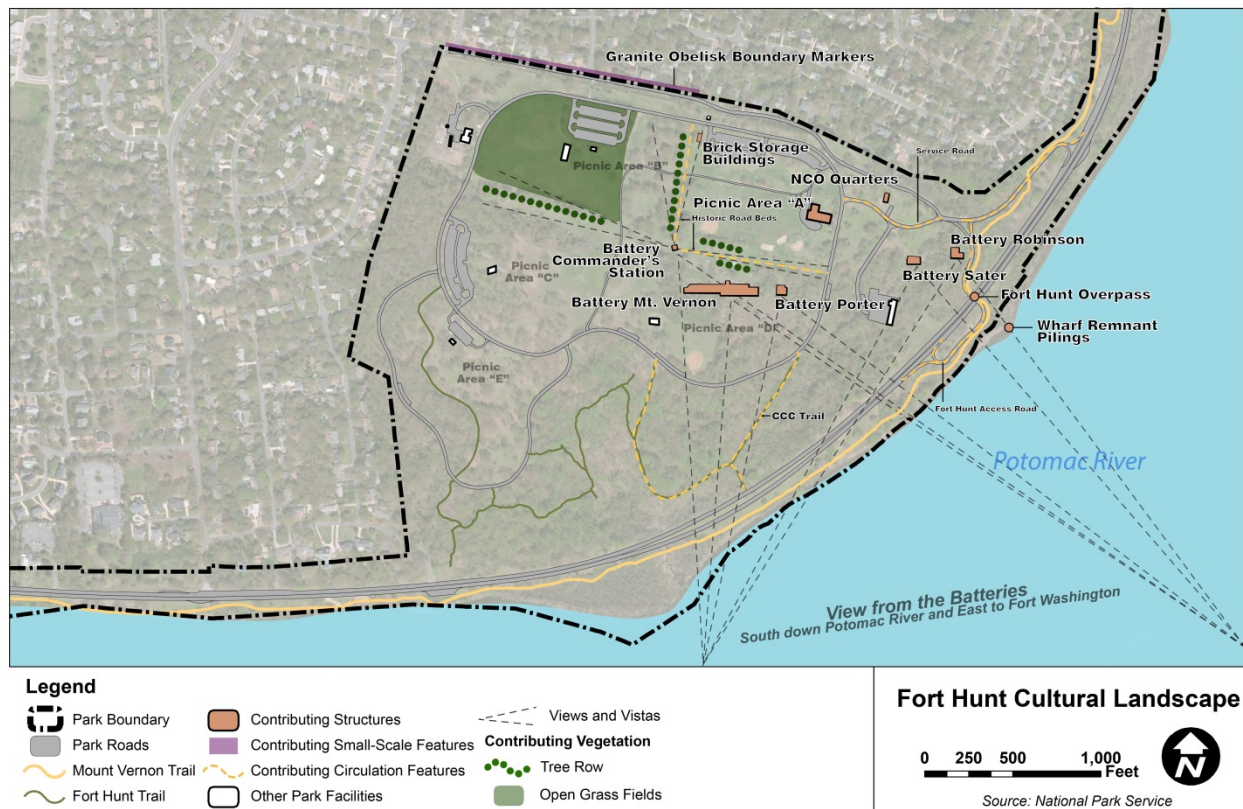 Granite Obelisk Boundary Markers
Brick Storage
Buildings
Service Road
Picnic Area "B"
NCO Quarters
Picnic Area "A"
Historic Road Beds
Battery
Commander's
Station
Battery Robinson
Battery Sater
Picnic
Area "C"
Battery Mt. Vernon
Battery Porter
Fort Hunt Overpass
Wharf Remnant
Pilings
Picnic Area "D"
Picnic
Area "E"
Fort Hunt Access Road
CCC Trail
Potomac River
View from the Batteries
South down Potomac River and East to Fort Washington
Legend
Park Boundary
Park Roads
Mount Vernon Trail
Fort Hunt Trail
Contributing Structures
Contributing Small-Scale Features
Contributing Circulation Features
Other Park Facilities
Views and Vistas
Contributing Vegetation
Tree Row
Open Grass Fields
Fort Hunt Cultural Landscape
0 250 500 1,000
Feet
N
Source: National Park Service